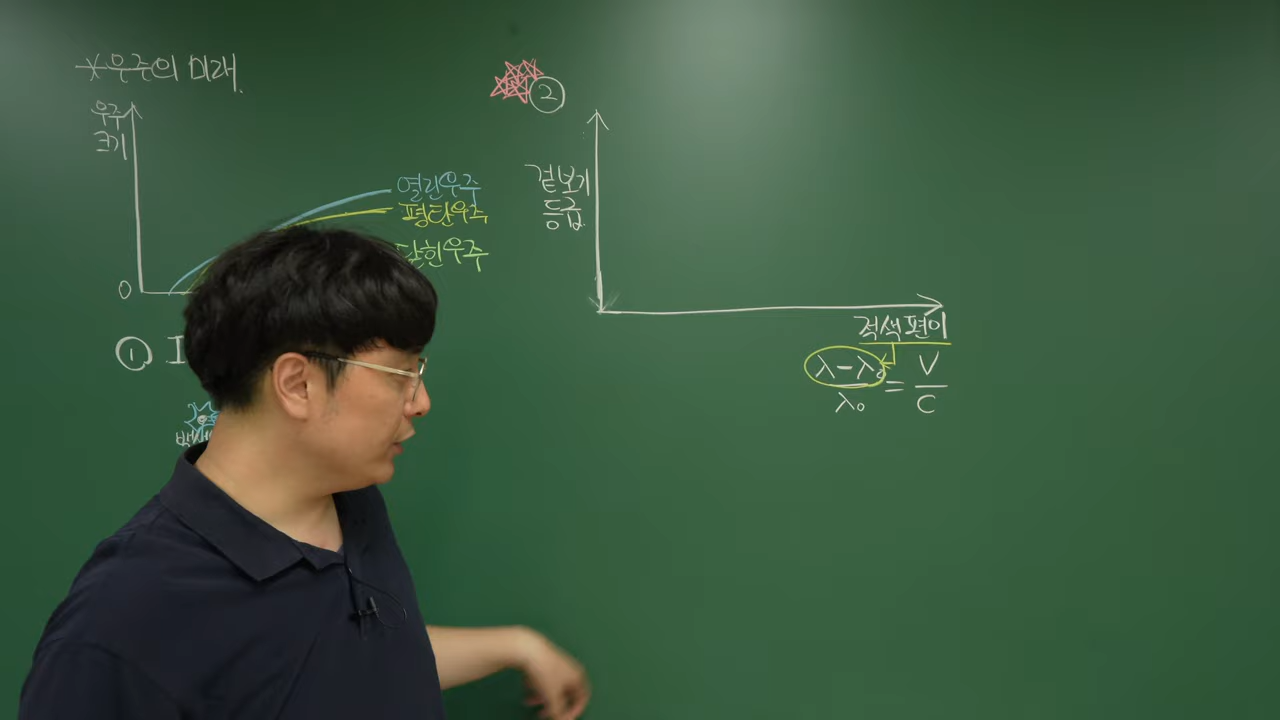 *우주의 미래.
우주
크기
열린우주
평탄우주
닫힌우주
0
①
②
겉보기
등급
적색편이
λ-λ₀
λ₀
=
V
C